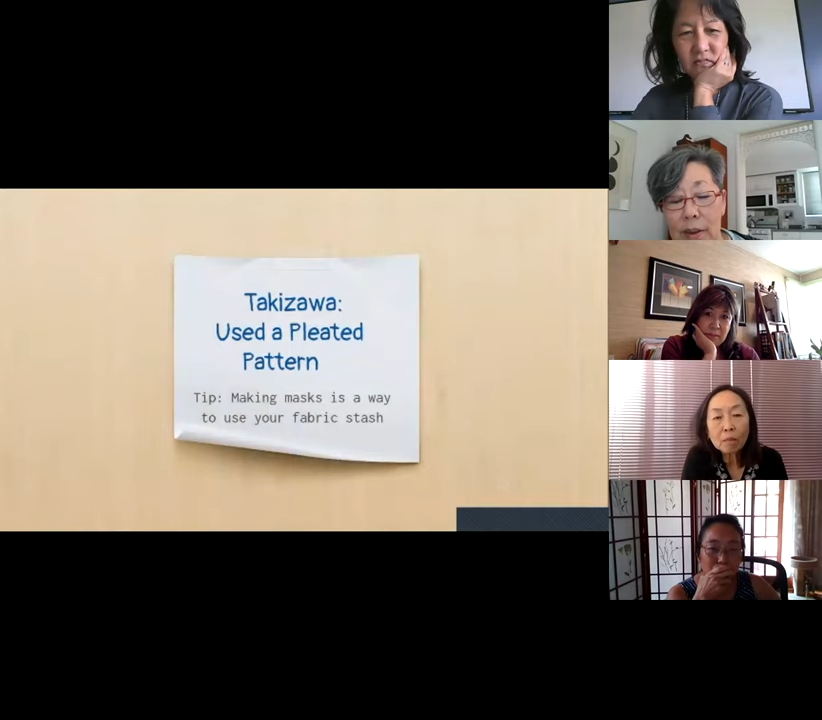 Takizawa:
Used a Pleated
Pattern
Tip: Making masks is a way
to use your fabric stash